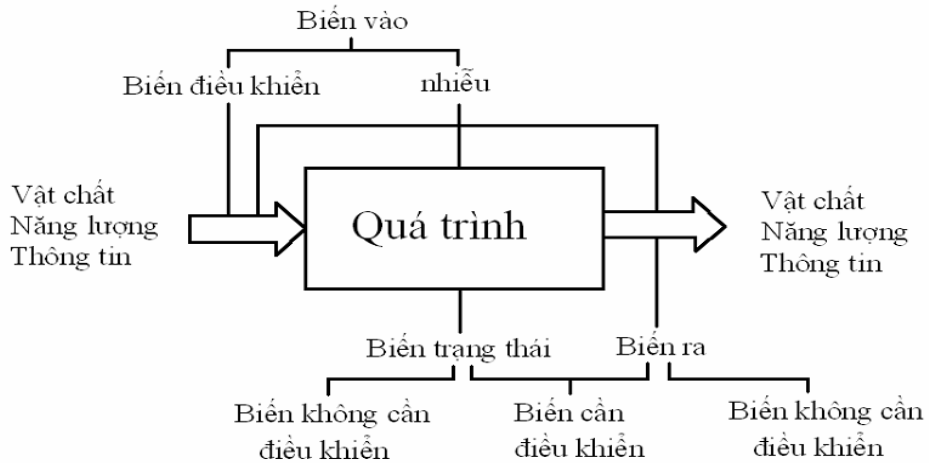 Biến vào
Biến điều khiển
nhiễu
Vật chất
Năng lượng
Thông tin
Quá trình
Vật chất
Năng lượng
Thông tin
Biến trạng thái
Biến ra
Biến không cần
điều khiển
Biến cần
điều khiển
Biến không cần
điều khiển